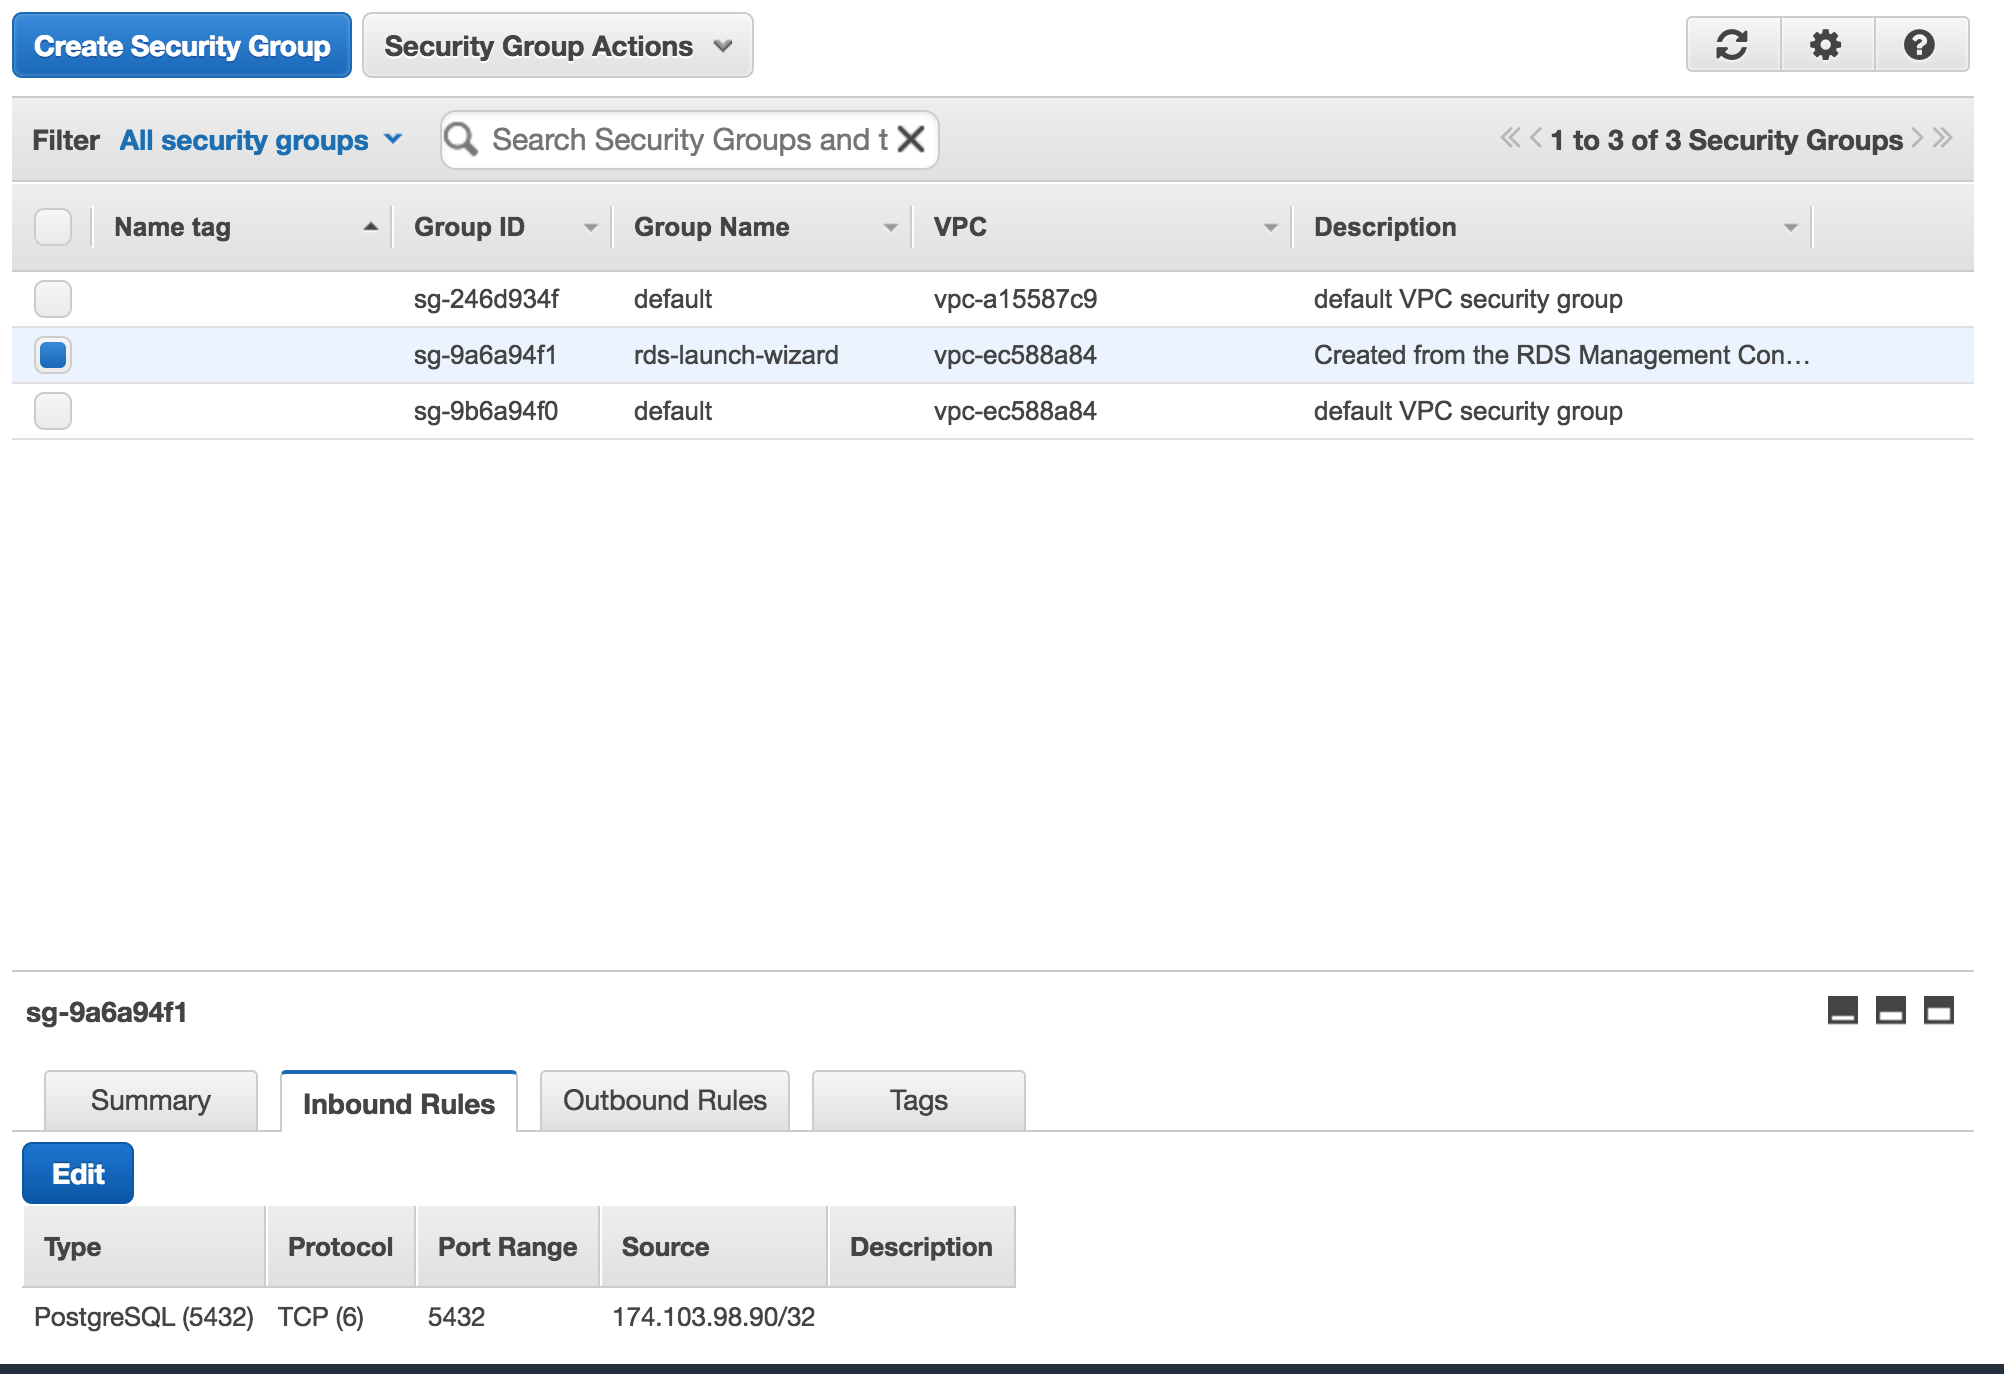 Create Security Group Security Group Actions
Filter All security groups Search Security Groups and t 1 to 3 of 3 Security Groups
Name tag Group ID Group Name VPC Description
sg-246d934f default vpc-a15587c9 default VPC security group
sg-9a6a94f1 rds-launch-wizard vpc-ec588a84 Created from the RDS Management Con…
sg-9b6a94f0 default vpc-ec588a84 default VPC security group
sg-9a6a94f1
Summary Inbound Rules Outbound Rules Tags
Edit
Type Protocol Port Range Source Description
PostgreSQL (5432) TCP (6) 5432 174.103.98.90/32